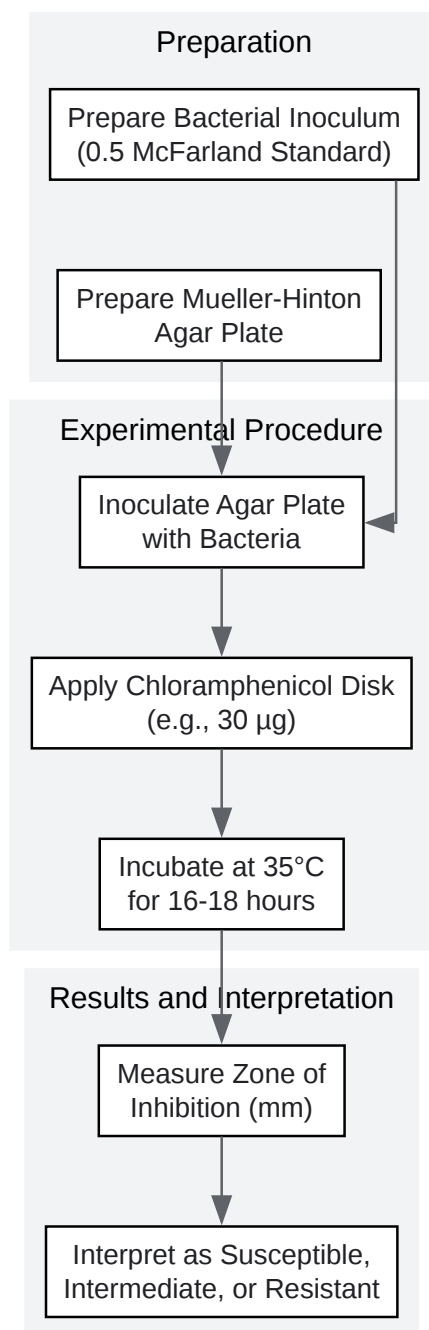 Preparation
Prepare Bacterial Inoculum
(0.5 McFarland Standard)
Prepare Mueller-Hinton
Agar Plate
Experimental Procedure
Inoculate Agar Plate
with Bacteria
Apply Chloramphenicol Disk
(e.g., 30 µg)
Incubate at 35°C
for 16-18 hours
Results and Interpretation
Measure Zone of
Inhibition (mm)
Interpret as Susceptible,
Intermediate, or Resistant